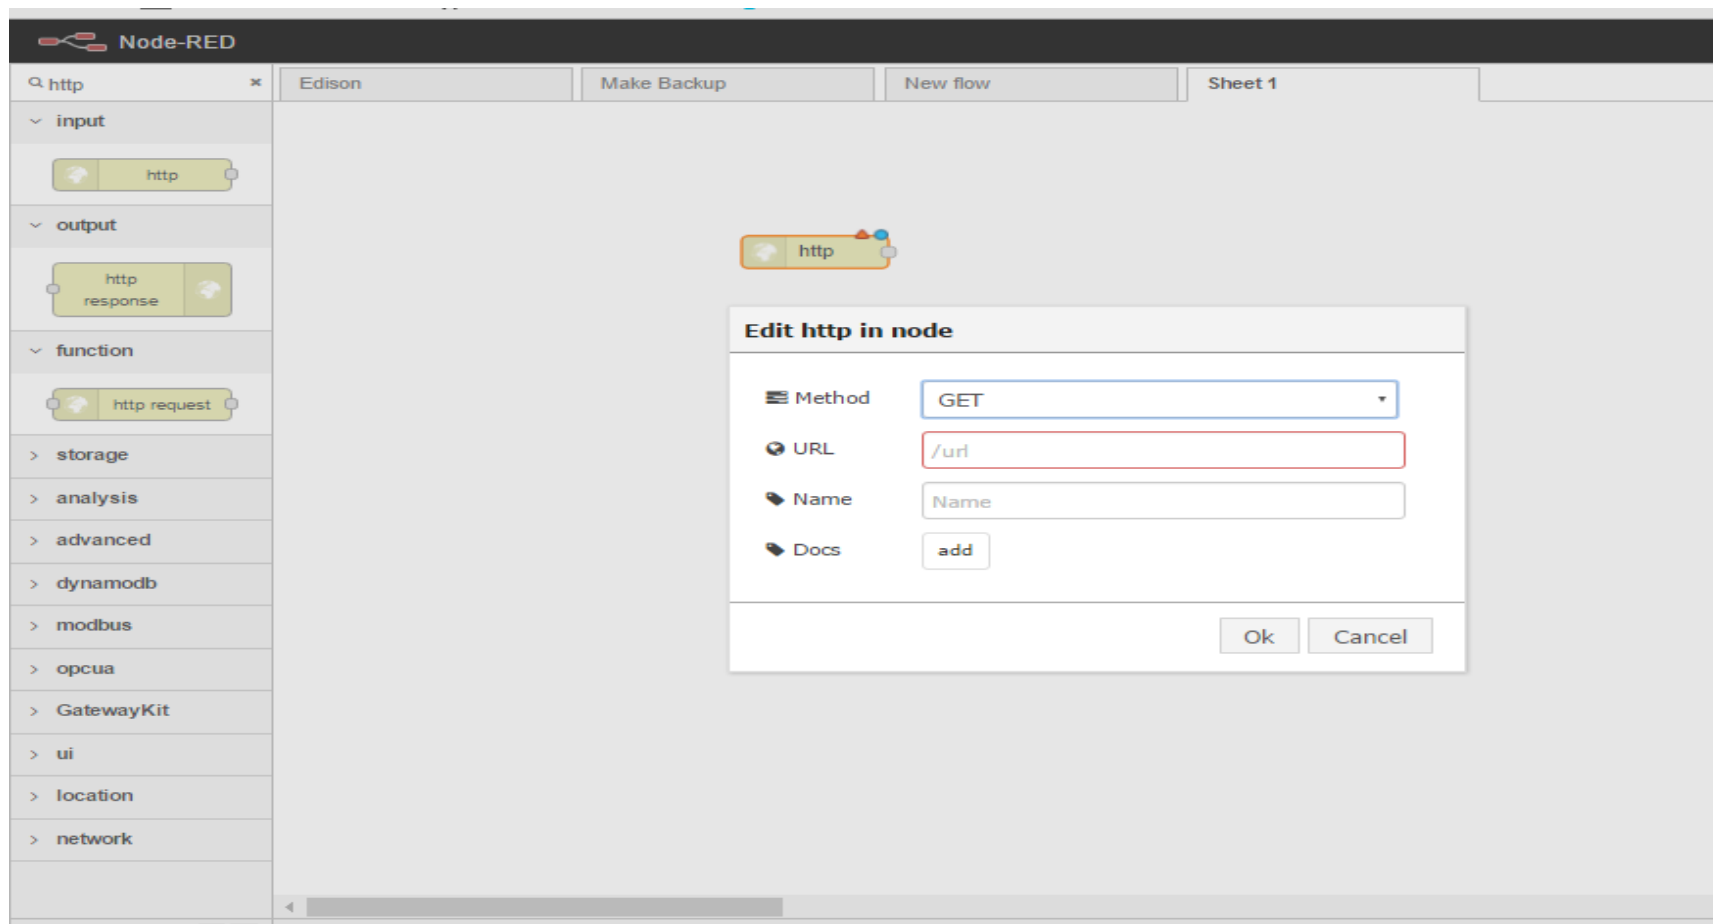 Node-RED
http
Edison
Make Backup
New flow
Sheet 1
input
http
output
http
response
function
http request
storage
analysis
advanced
dynamodb
modbus
opcua
GatewayKit
ui
location
network
http
Edit http in node
Method
GET
URL
/url
Name
Name
Docs
add
Ok
Cancel